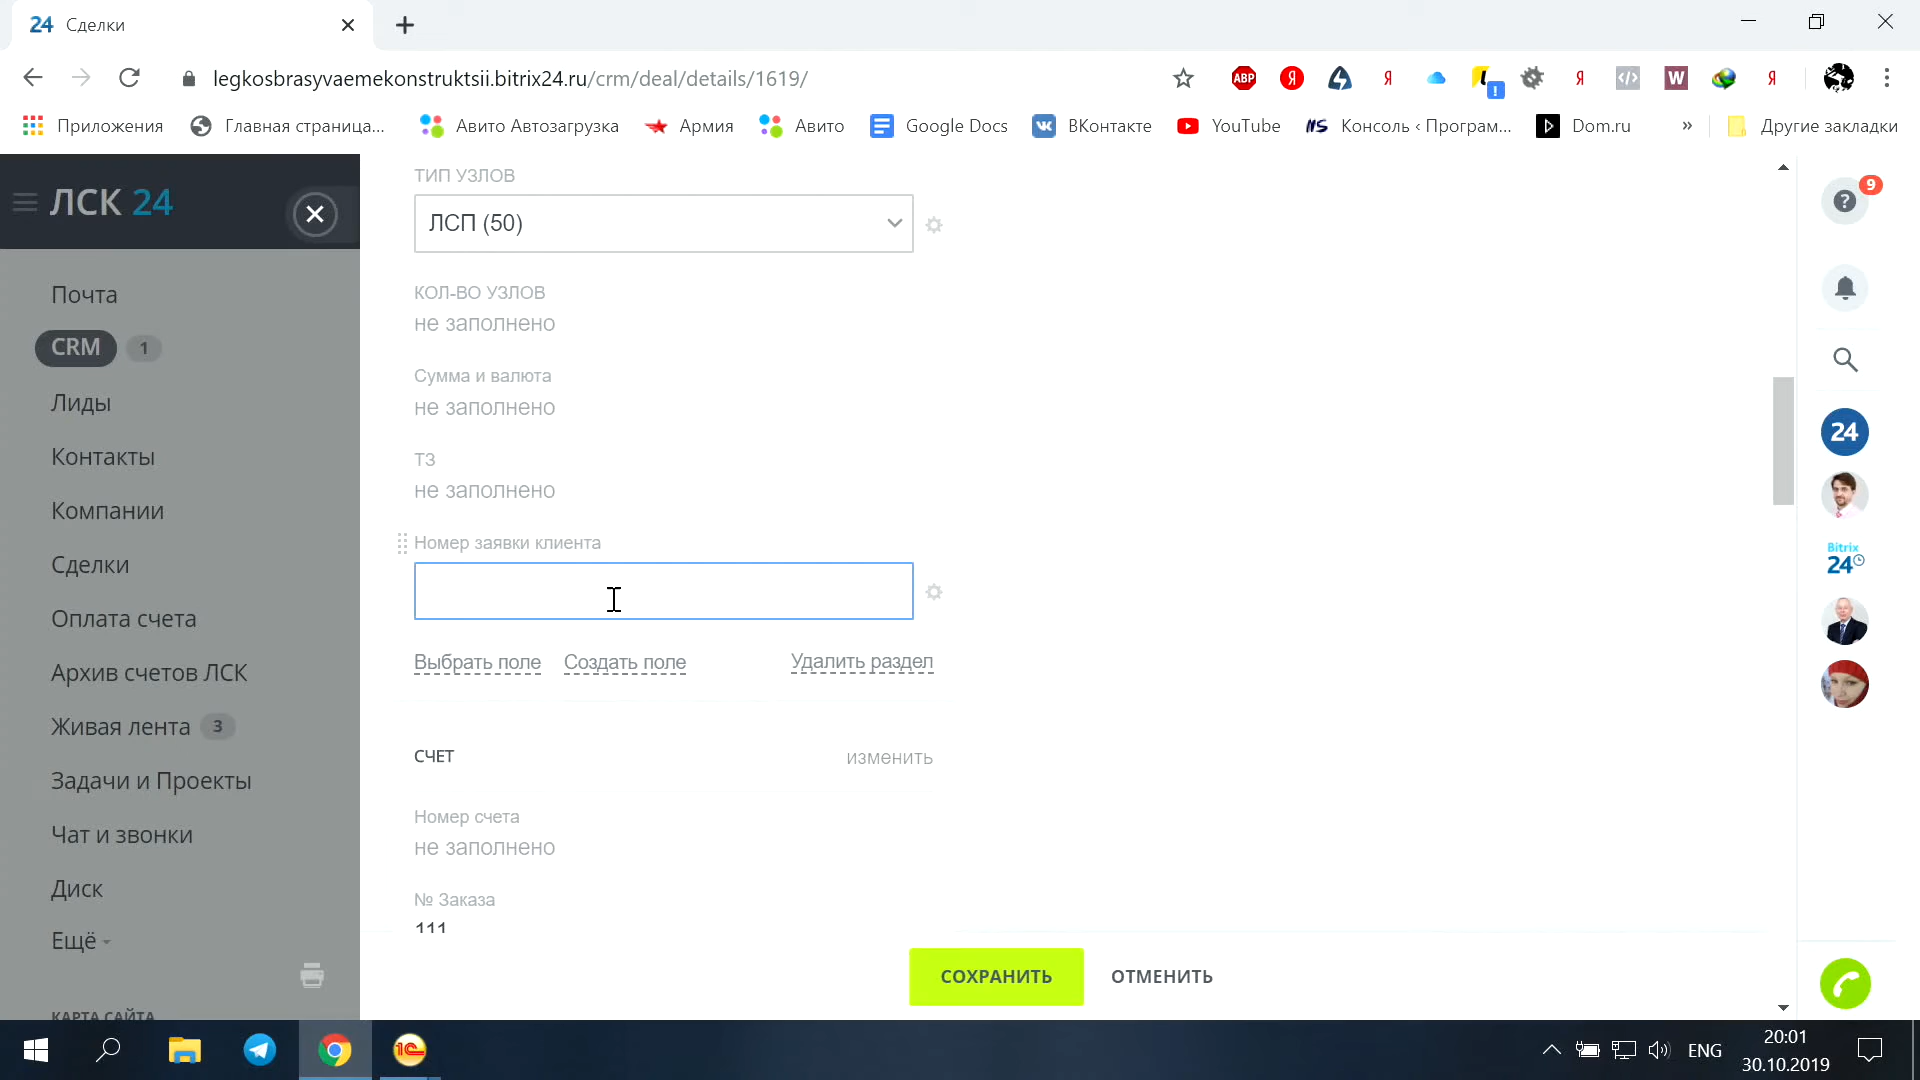 24 Сделки
legkosbrasyvaemekonstruktsii.bitrix24.ru/crm/deal/details/1619/
ABP Я Я Я W Я
Приложения Главная страница... Авито Автозагрузка Армия Авито Google Docs ВКонтакте YouTube Консоль ‹ Програм... Dom.ru » Другие закладки
ЛСК 24
Почта
CRM 1
Лиды
Контакты
Компании
Сделки
Оплата счета
Архив счетов ЛСК
Живая лента 3
Задачи и Проекты
Чат и звонки
Диск
Ещё
КАРТА САЙТА
ТИП УЗЛОВ
ЛСП (50)
КОЛ-ВО УЗЛОВ
не заполнено
Сумма и валюта
не заполнено
ТЗ
не заполнено
Номер заявки клиента
Выбрать поле Создать поле Удалить раздел
СЧЕТ изменить
Номер счета
не заполнено
№ Заказа
111
СОХРАНИТЬ ОТМЕНИТЬ
? 9
24
Bitrix
24
1С
ENG
20:01
30.10.2019